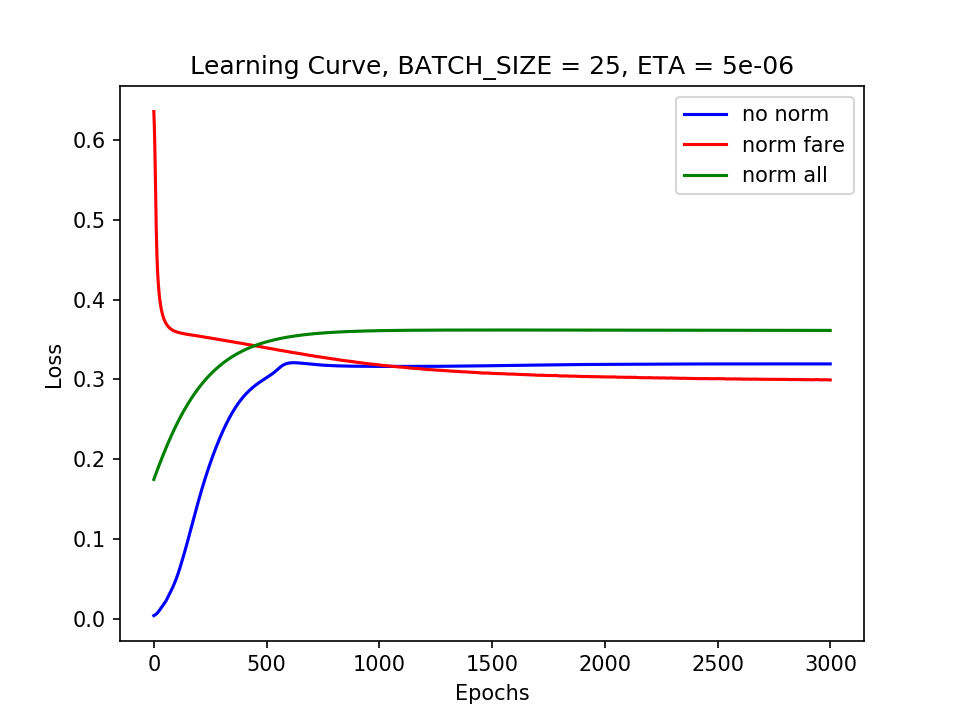 Learning Curve, BATCH_SIZE = 25, ETA = 5e-06
no norm
norm fare
norm all
0.6
0.5
0.4
0.3
0.2
0.1
0.0
Loss
0 500 1000 1500 2000 2500 3000
Epochs